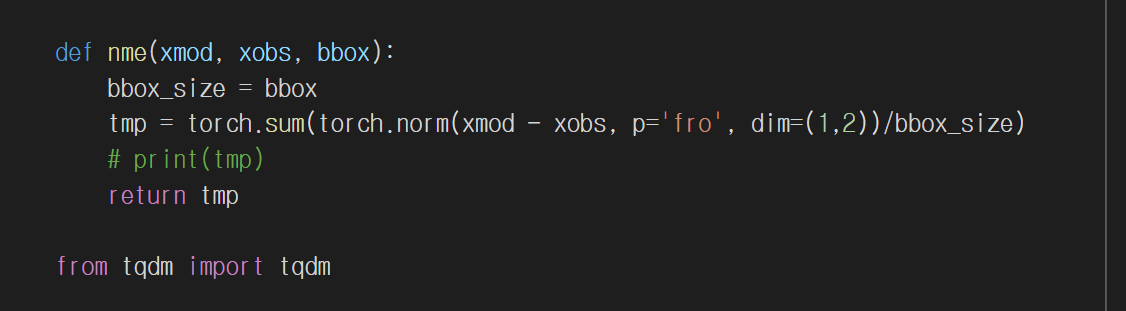 def nme(xmod, xobs, bbox):
    bbox_size = bbox
    tmp = torch.sum(torch.norm(xmod - xobs, p='fro', dim=(1,2))/bbox_size)
    # print(tmp)
    return tmp
from tqdm import tqdm